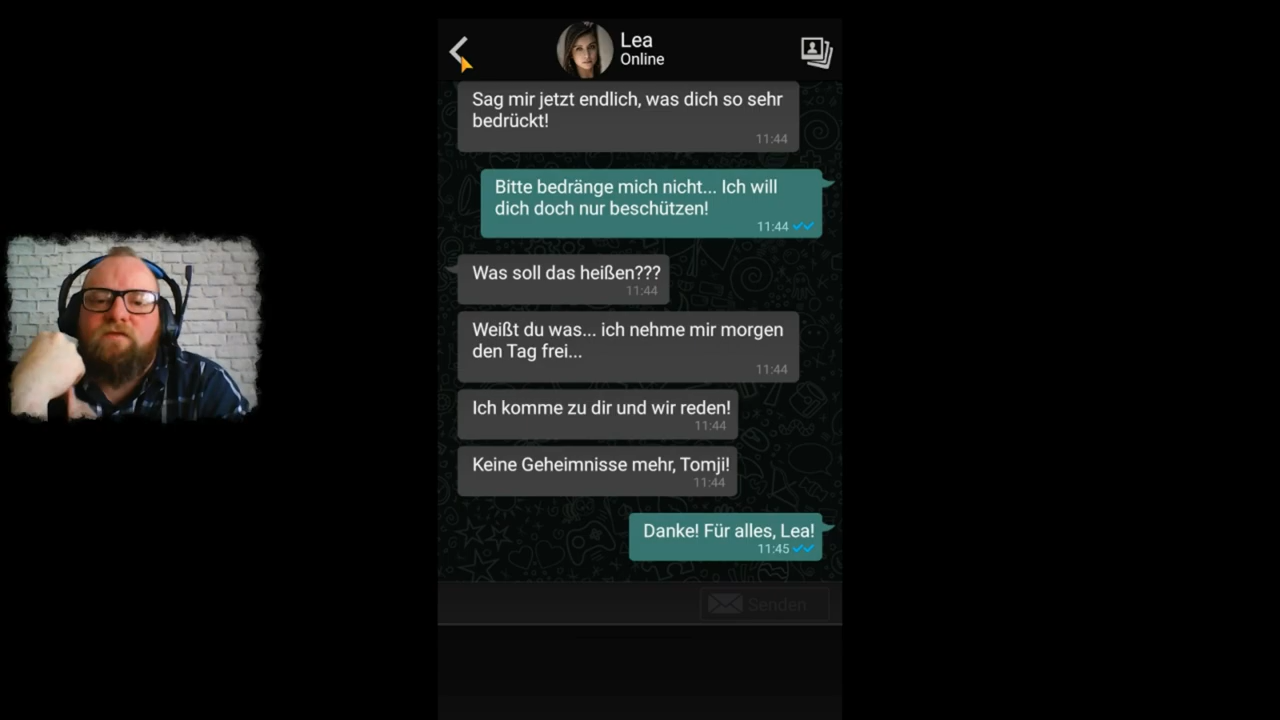 Lea
Online
Sag mir jetzt endlich, was dich so sehr
bedrückt!
11:44
Bitte bedränge mich nicht... Ich will
dich doch nur beschützen!
11:44
Was soll das heißen???
11:44
Weißt du was... ich nehme mir morgen
den Tag frei...
11:44
Ich komme zu dir und wir reden!
11:44
Keine Geheimnisse mehr, Tomji!
11:44
Danke! Für alles, Lea!
11:45
Senden